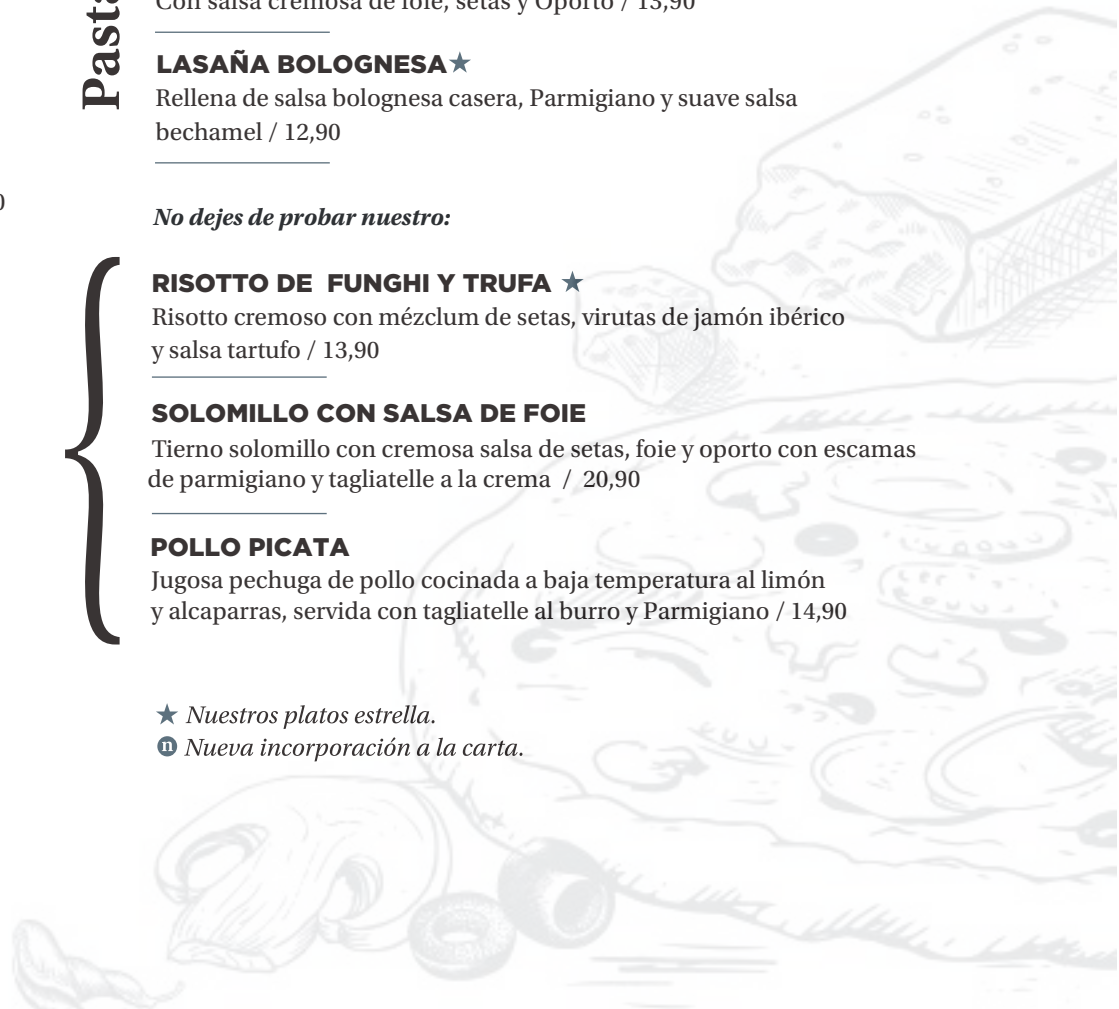 Pasta
Con salsa cremosa de foie, setas y Oporto / 13,90
LASAÑA BOLOGNESA★
Rellena de salsa bolognesa casera, Parmigiano y suave salsa
bechamel / 12,90
No dejes de probar nuestro:
RISOTTO DE FUNGHI Y TRUFA ★
Risotto cremoso con mézclum de setas, virutas de jamón ibérico
y salsa tartufo / 13,90
SOLOMILLO CON SALSA DE FOIE
Tierno solomillo con cremosa salsa de setas, foie y oporto con escamas
de parmigiano y tagliatelle a la crema / 20,90
POLLO PICATA
Jugosa pechuga de pollo cocinada a baja temperatura al limón
y alcaparras, servida con tagliatelle al burro y Parmigiano / 14,90
★ Nuestros platos estrella.
n Nueva incorporación a la carta.